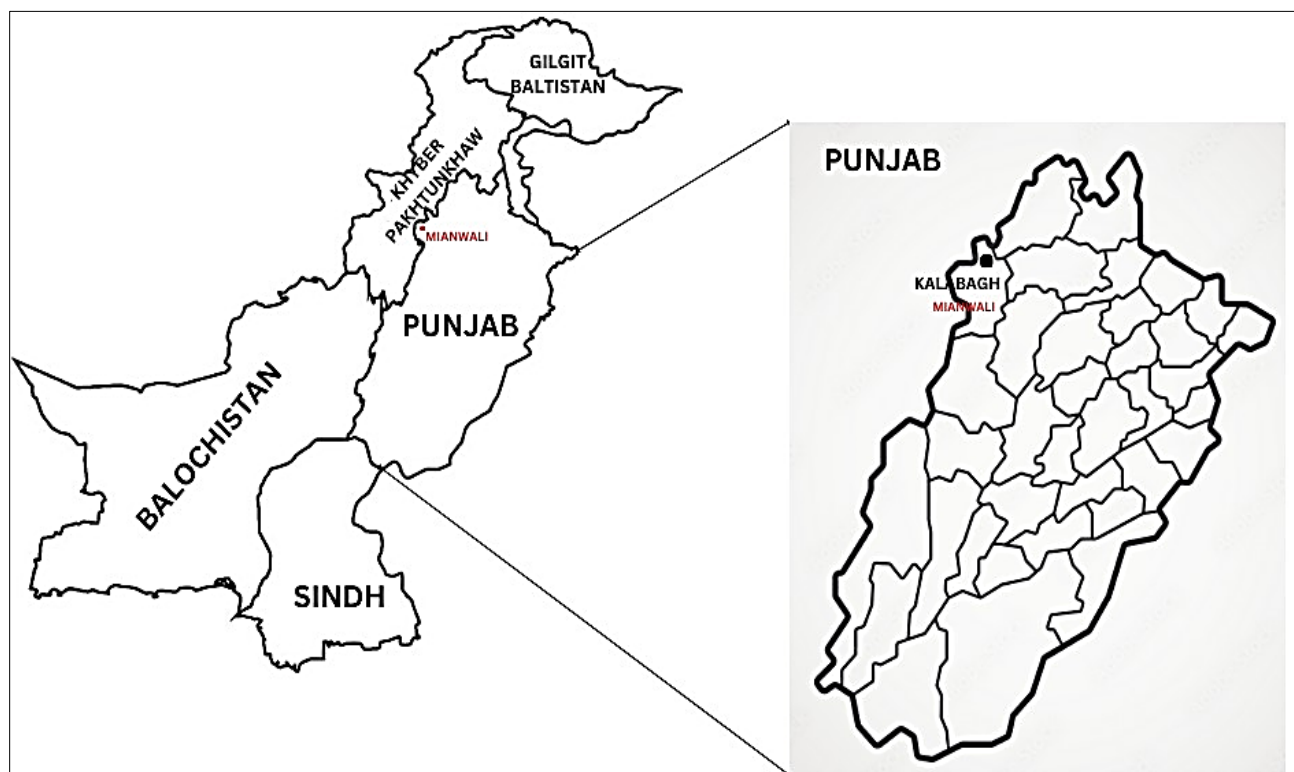 GILGIT
BALTISTAN
KHYBER
PAKHTUNKHAW
MIANWALI
PUNJAB
BALOCHISTAN
SINDH
PUNJAB
KALABAGH
MIANWALI